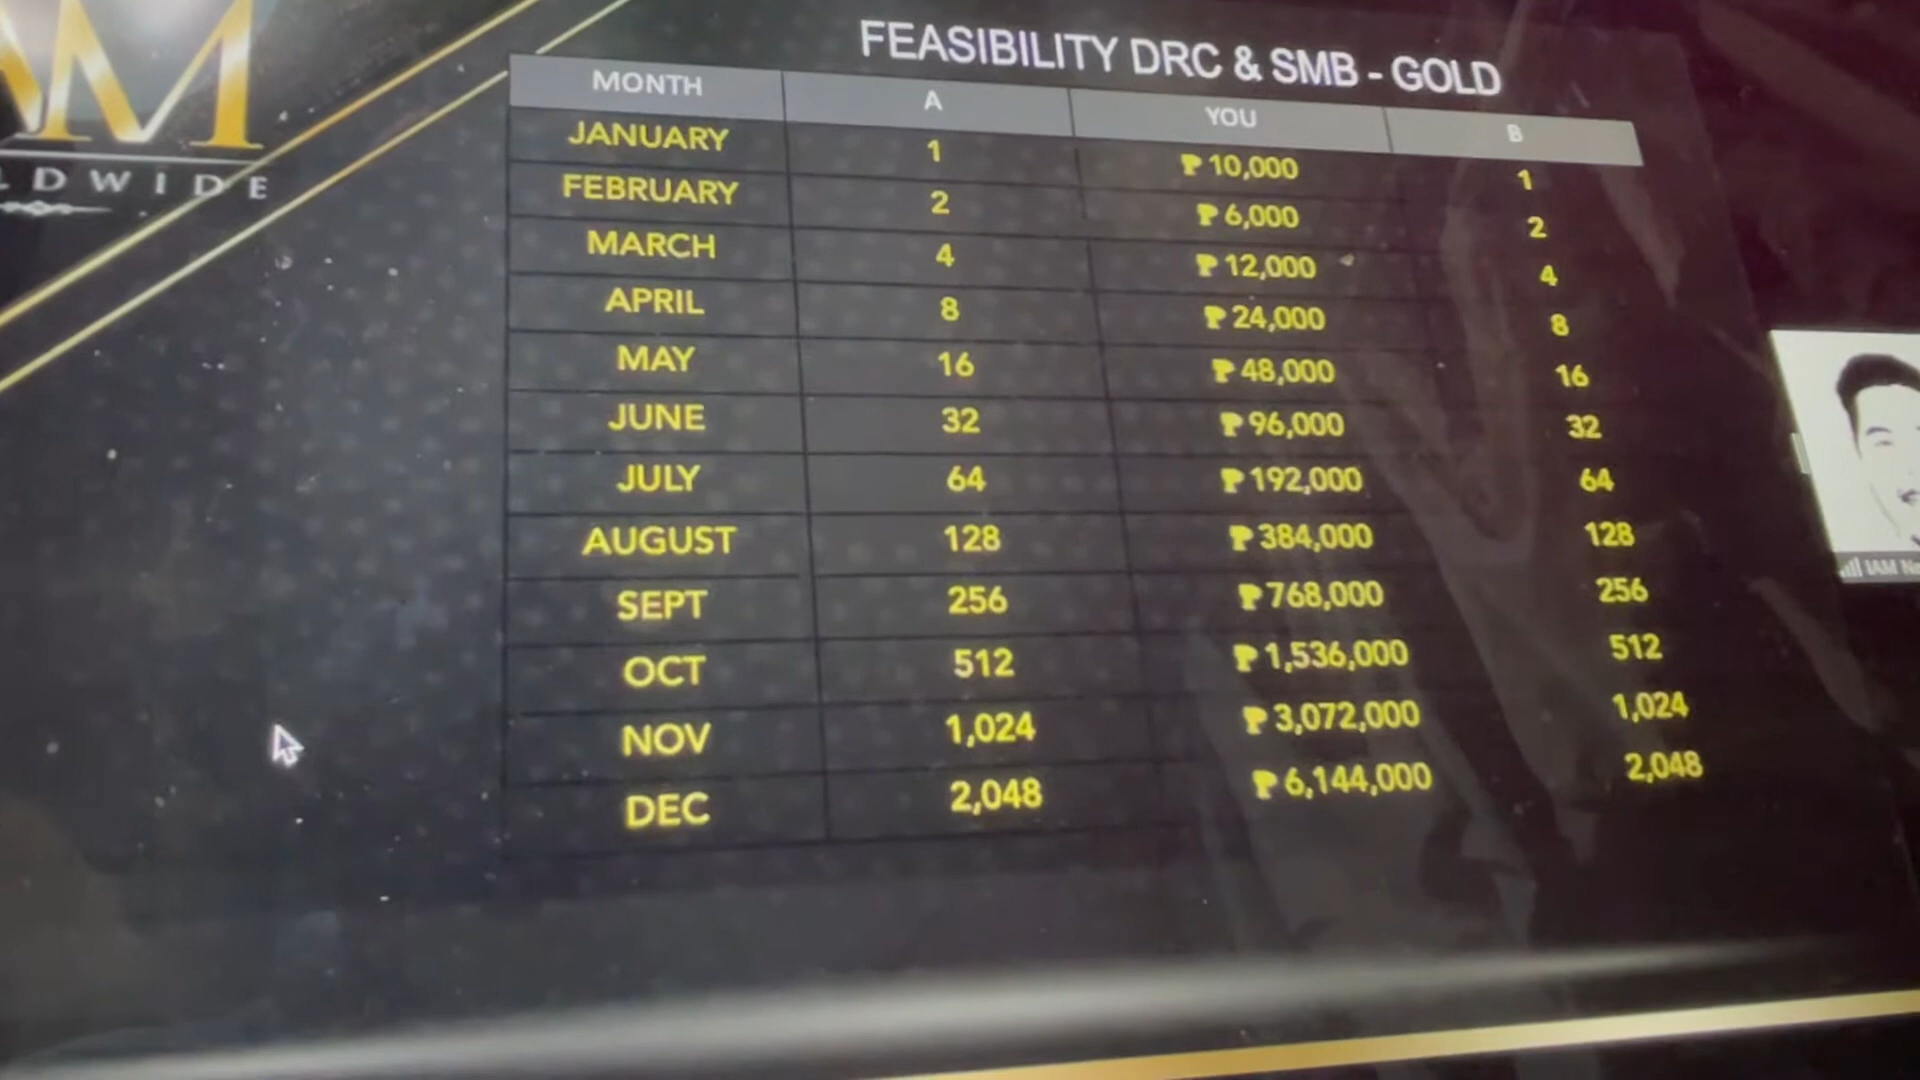 AM
LDWIDE
FEASIBILITY DRC & SMB - GOLD
MONTH A YOU B
JANUARY 1 ₱ 10,000 1
FEBRUARY 2 ₱ 6,000 2
MARCH 4 ₱ 12,000 4
APRIL 8 ₱ 24,000 8
MAY 16 ₱ 48,000 16
JUNE 32 ₱ 96,000 32
JULY 64 ₱ 192,000 64
AUGUST 128 ₱ 384,000 128
SEPT 256 ₱ 768,000 256
OCT 512 ₱ 1,536,000 512
NOV 1,024 ₱ 3,072,000 1,024
DEC 2,048 ₱ 6,144,000 2,048
IAM